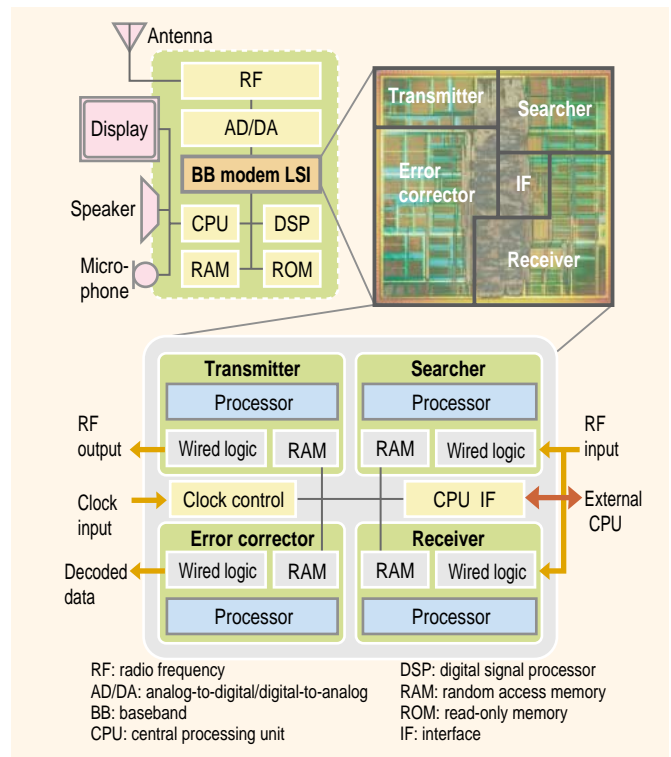 Antenna
RF
AD/DA
BB modem LSI
CPU
DSP
RAM
ROM
Display
Speaker
Micro-
phone
Transmitter
Searcher
Error
corrector
IF
Receiver
Transmitter
Processor
Wired logic
RAM
Searcher
Processor
RAM
Wired logic
RF
output
RF
input
Clock
input
Clock control
CPU IF
External
CPU
Error corrector
Wired logic
RAM
Processor
Receiver
RAM
Wired logic
Processor
Decoded
data
RF: radio frequency
AD/DA: analog-to-digital/digital-to-analog
BB: baseband
CPU: central processing unit
DSP: digital signal processor
RAM: random access memory
ROM: read-only memory
IF: interface